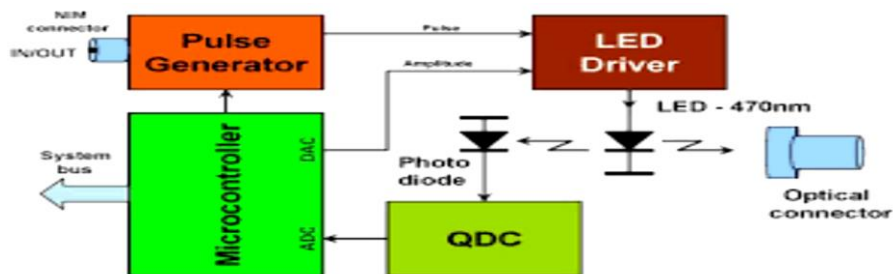 NIM
connector
IN/OUT
Pulse
Generator
Pulse
Amplitude
LED
Driver
LED - 470nm
Microcontroller
DAC
ADC
System
bus
Photo
diode
QDC
Optical
connector